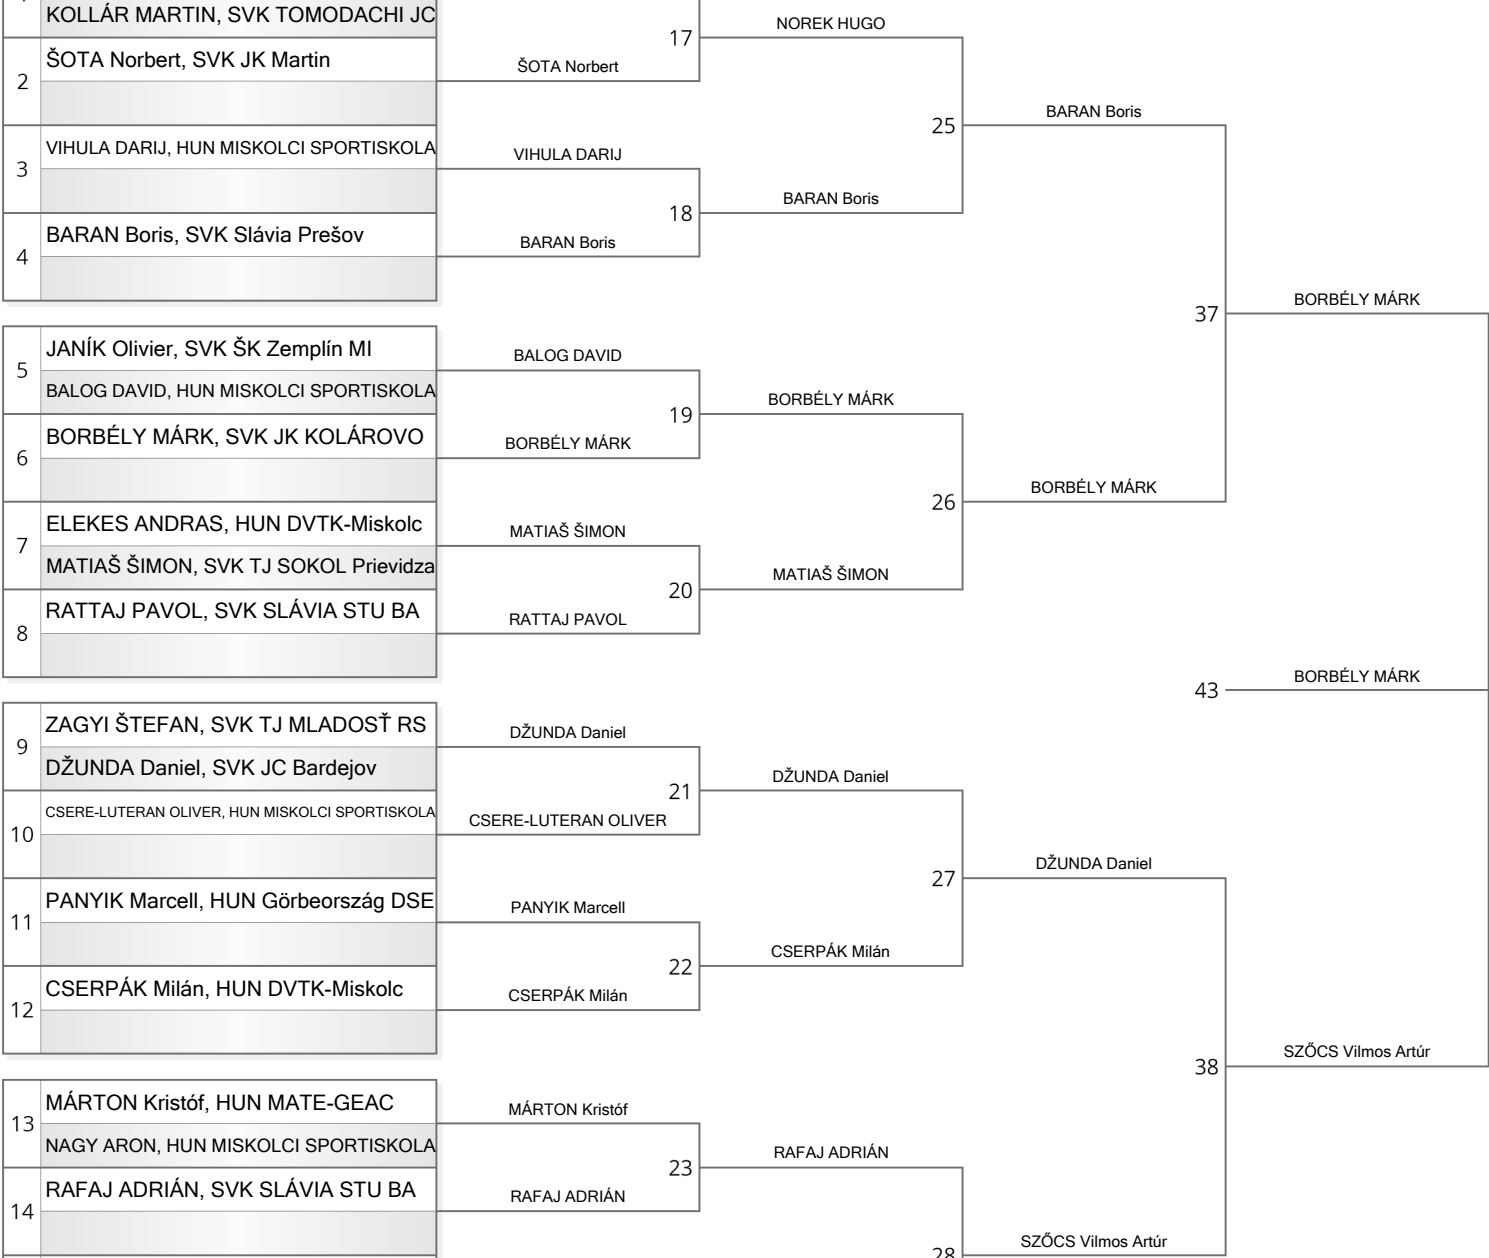 KOLLÁR MARTIN, SVK TOMODACHI JC
2
ŠOTA Norbert, SVK JK Martin
3
VIHULA DARIJ, HUN MISKOLCI SPORTISKOLA
4
BARAN Boris, SVK Slávia Prešov
5
JANÍK Olivier, SVK ŠK Zemplín MI
BALOG DAVID, HUN MISKOLCI SPORTISKOLA
6
BORBÉLY MÁRK, SVK JK KOLÁROVO
7
ELEKES ANDRAS, HUN DVTK-Miskolc
MATIAŠ ŠIMON, SVK TJ SOKOL Prievidza
8
RATTAJ PAVOL, SVK SLÁVIA STU BA
9
ZAGYI ŠTEFAN, SVK TJ MLADOSŤ RS
DŽUNDA Daniel, SVK JC Bardejov
10
CSERE-LUTERAN OLIVER, HUN MISKOLCI SPORTISKOLA
11
PANYIK Marcell, HUN Görbeország DSE
12
CSERPÁK Milán, HUN DVTK-Miskolc
13
MÁRTON Kristóf, HUN MATE-GEAC
NAGY ARON, HUN MISKOLCI SPORTISKOLA
14
RAFAJ ADRIÁN, SVK SLÁVIA STU BA
ŠOTA Norbert
17
VIHULA DARIJ
18
BARAN Boris
BALOG DAVID
19
BORBÉLY MÁRK
MATIAŠ ŠIMON
20
RATTAJ PAVOL
DŽUNDA Daniel
21
CSERE-LUTERAN OLIVER
PANYIK Marcell
22
CSERPÁK Milán
MÁRTON Kristóf
23
RAFAJ ADRIÁN
NOREK HUGO
25
BARAN Boris
BORBÉLY MÁRK
26
MATIAŠ ŠIMON
DŽUNDA Daniel
27
CSERPÁK Milán
RAFAJ ADRIÁN
28
BARAN Boris
37
BORBÉLY MÁRK
DŽUNDA Daniel
38
SZŐCS Vilmos Artúr
BORBÉLY MÁRK
43
BORBÉLY MÁRK
SZŐCS Vilmos Artúr